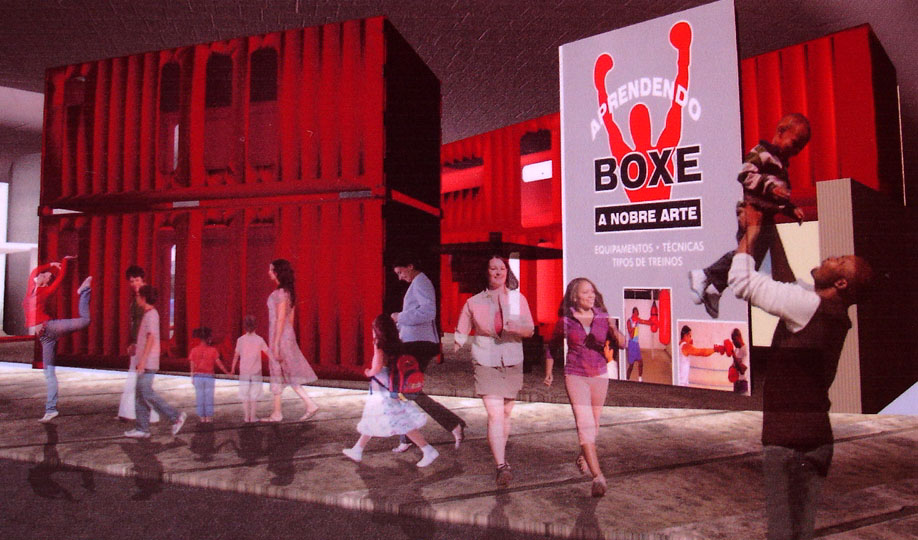 APRENDENDO
BOXE
A NOBRE ARTE
EQUIPAMENTOS • TÉCNICAS
TIPOS DE TREINOS